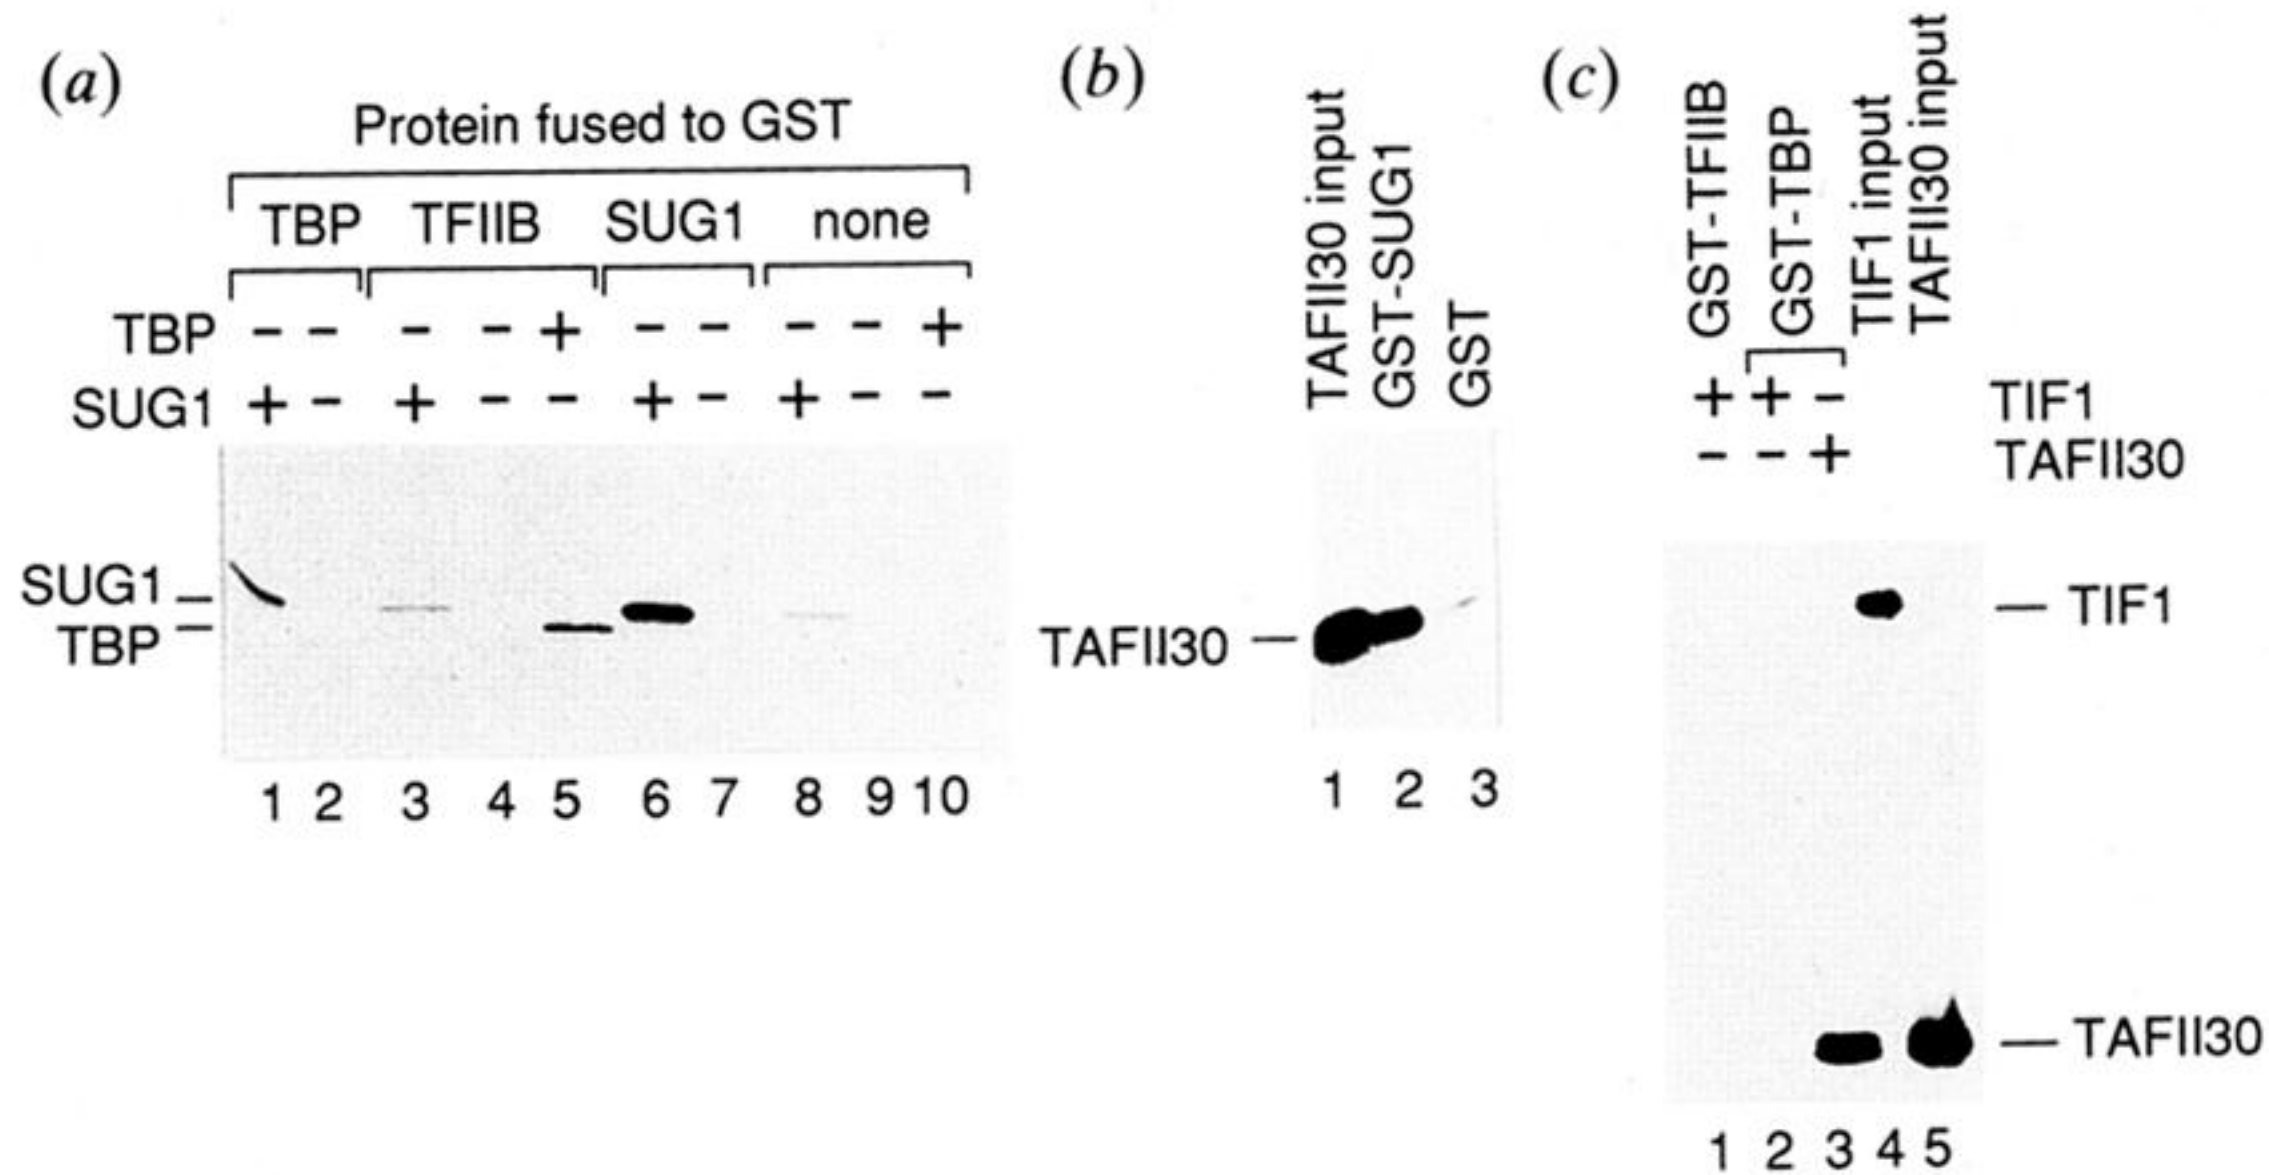 (a)
Protein fused to GST
TBP TFIIB SUG1 none
TBP - - - - + - - - - +
SUG1 + - + - - + - + - -
SUG1
TBP
1 2 3 4 5 6 7 8 9 10
(b)
TAFII30 input
GST-SUG1
GST
TAFII30
1 2 3
(c)
GST-TFIIB
GST-TBP
TIF1 input
TAFII30 input
+ + - TIF1
- - + TAFII30
TIF1
TAFII30
1 2 3 4 5